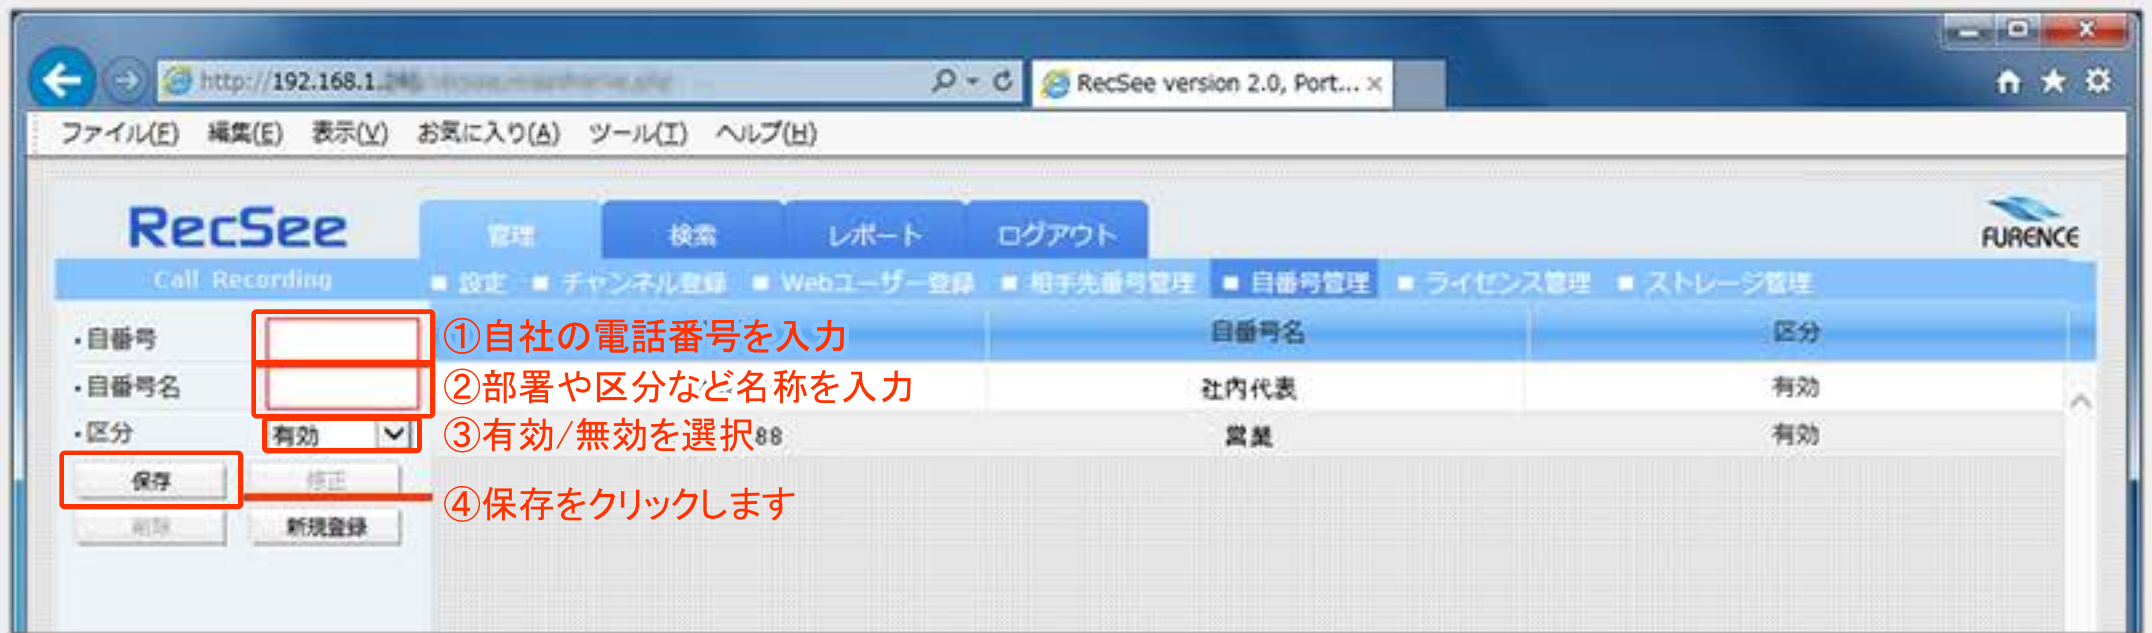 http://192.168.1.
RecSee version 2.0, Port... ×
ファイル(F) 編集(E) 表示(V) お気に入り(A) ツール(T) ヘルプ(H)
RecSee
管理 検索 レポート ログアウト
FURENCE
Call Recording
■ 設定 ■ チャンネル登録 ■ Webユーザー登録 ■ 相手先番号管理 ■ 自番号管理 ■ ライセンス管理 ■ ストレージ管理
・自番号 ①自社の電話番号を入力 自番号名 区分
・自番号名 ②部署や区分など名称を入力 社内代表 有効
・区分 有効 ③有効/無効を選択88 営業 有効
保存 修正
④保存をクリックします
削除 新規登録